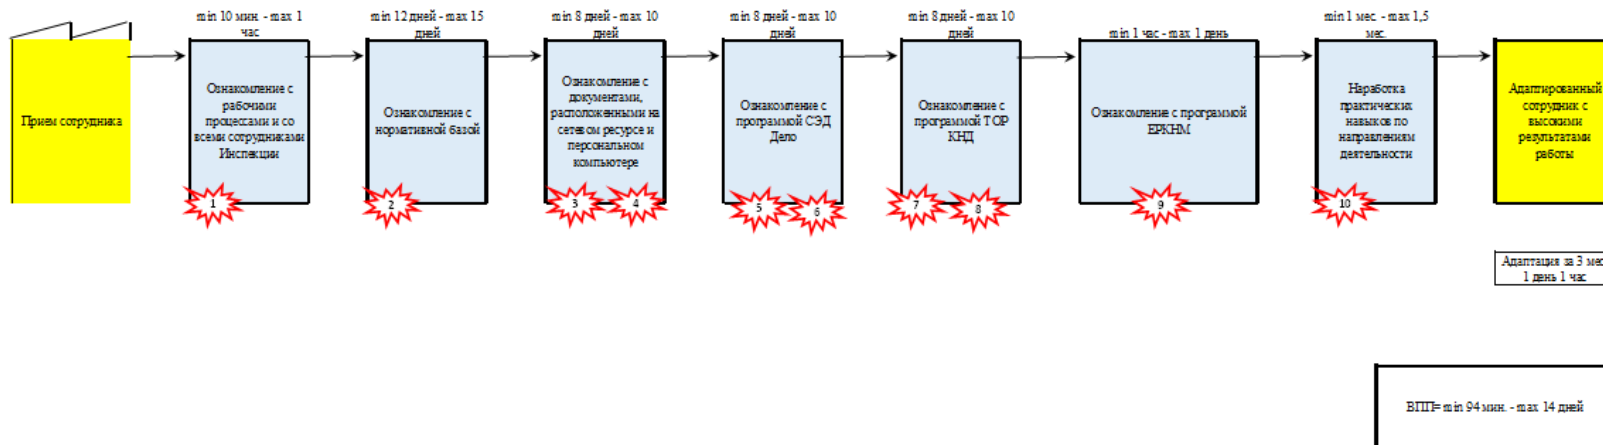 min 10 мин. - max 1
час
min 12 дней - max 15
дней
min 8 дней - max 10
дней
min 8 дней - max 10
дней
min 8 дней - max 10
дней
min 1 час - max 1 день
min 1 мес. - max 1,5
мес.
Прием сотрудника
Ознакомление с
рабочими
процессами и со
всеми сотрудниками
Инспекции
Ознакомление с
нормативной базой
Ознакомление с
документами,
расположенными на
сетевом ресурсе и
персональном
компьютере
Ознакомление с
программой СЭД
Дело
Ознакомление с
программой ТОР
КНД
Ознакомление с программой
ЕРКНМ
Наработка
практических
навыков по
направлениям
деятельности
Адаптированный
сотрудник с
высокими
результатами
работы
1
2
3
4
5
6
7
8
9
10
Адаптация за 3 мес
1 день 1 час
ВПП= min 94 мин. - max 14 дней